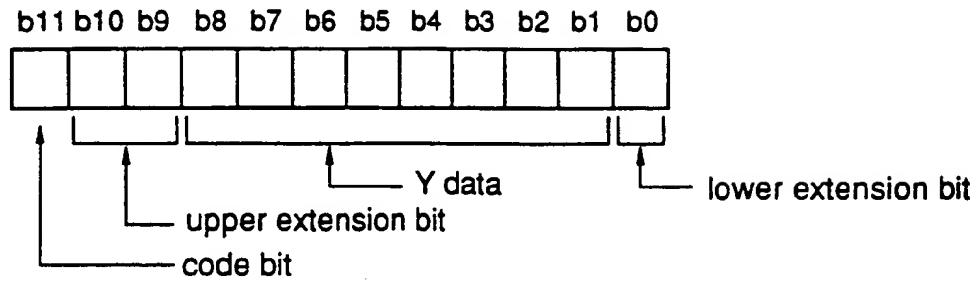 b11 b10 b9 b8 b7 b6 b5 b4 b3 b2 b1 b0
Y data
lower extension bit
upper extension bit
code bit